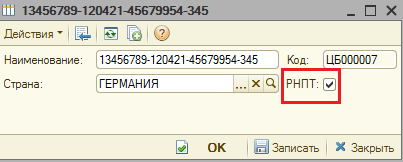 13456789-120421-45679954-345
Действия
Наименование: 13456789-120421-45679954-345 Код: ЦБ000007
Страна: ГЕРМАНИЯ ... РНПТ:
OK Записать Закрыть